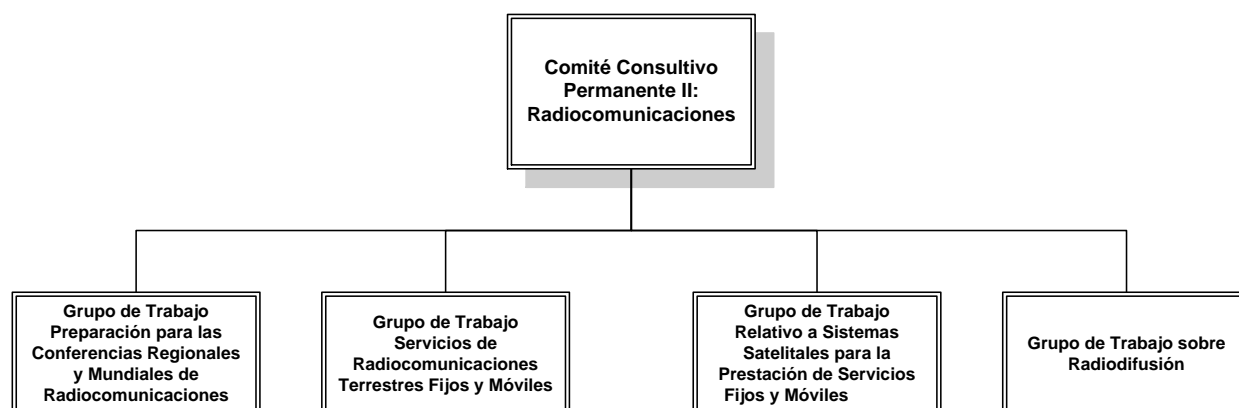 Comité Consultivo
Permanente II:
Radiocomunicaciones
Grupo de Trabajo
Preparación para las
Conferencias Regionales
y Mundiales de
Radiocomunicaciones
Grupo de Trabajo
Servicios de
Radiocomunicaciones
Terrestres Fijos y Móviles
Grupo de Trabajo
Relativo a Sistemas
Satelitales para la
Prestación de Servicios
Fijos y Móviles
Grupo de Trabajo sobre
Radiodifusión